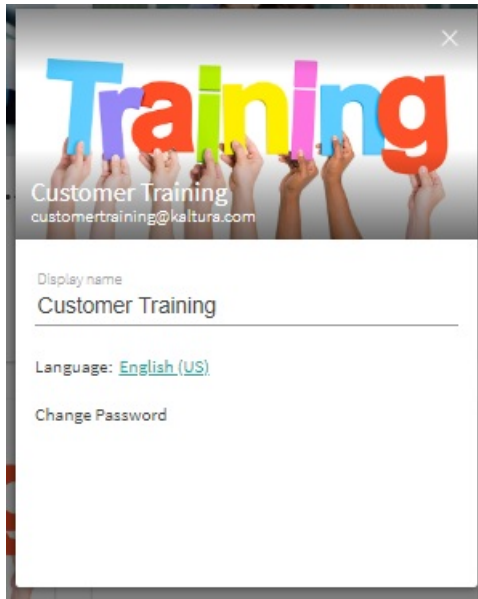 Training
Customer Training
customertraining@kaltura.com
Display name
Customer Training
Language: English (US)
Change Password